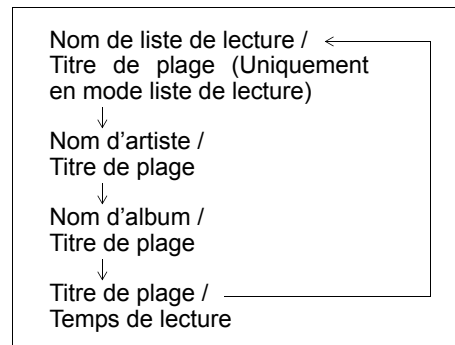 Nom de liste de lecture /
Titre de plage (Uniquement
en mode liste de lecture)
Nom d'artiste /
Titre de plage
Nom d'album /
Titre de plage
Titre de plage /
Temps de lecture